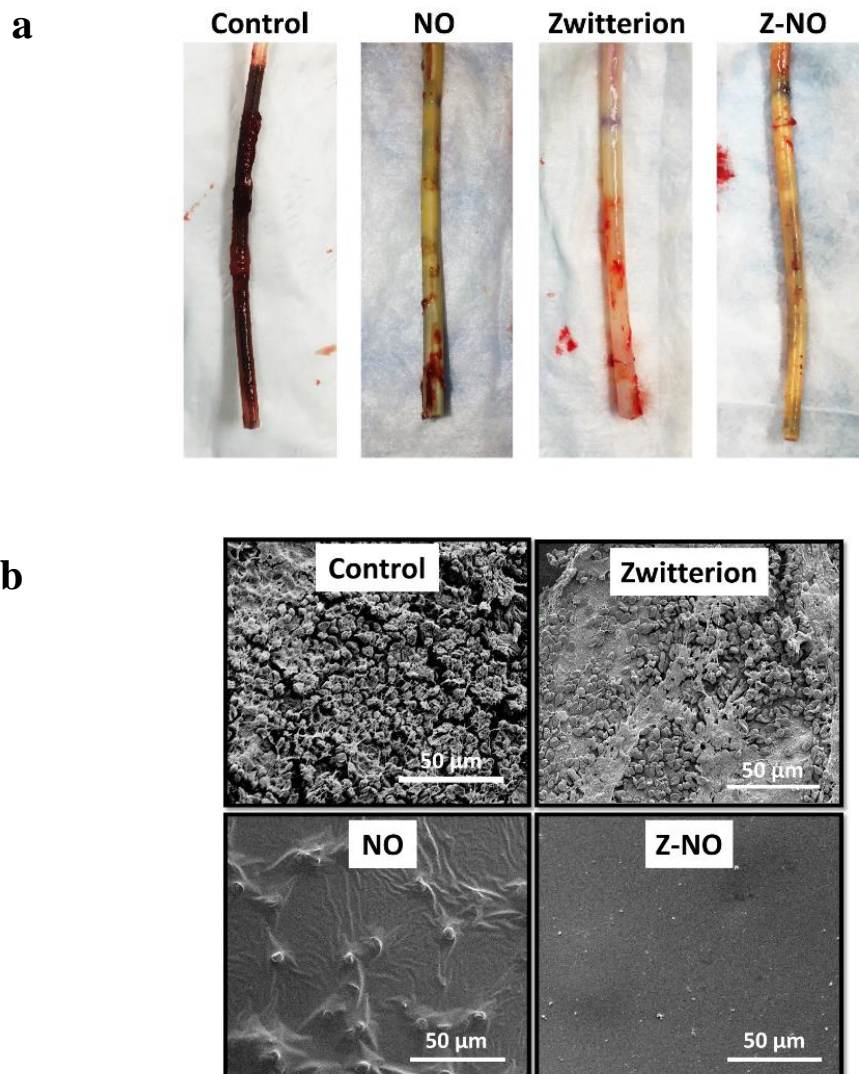 a
Control NO Zwitterion Z-NO
b
Control Zwitterion
50 µm 50 µm
NO Z-NO
50 µm 50 µm